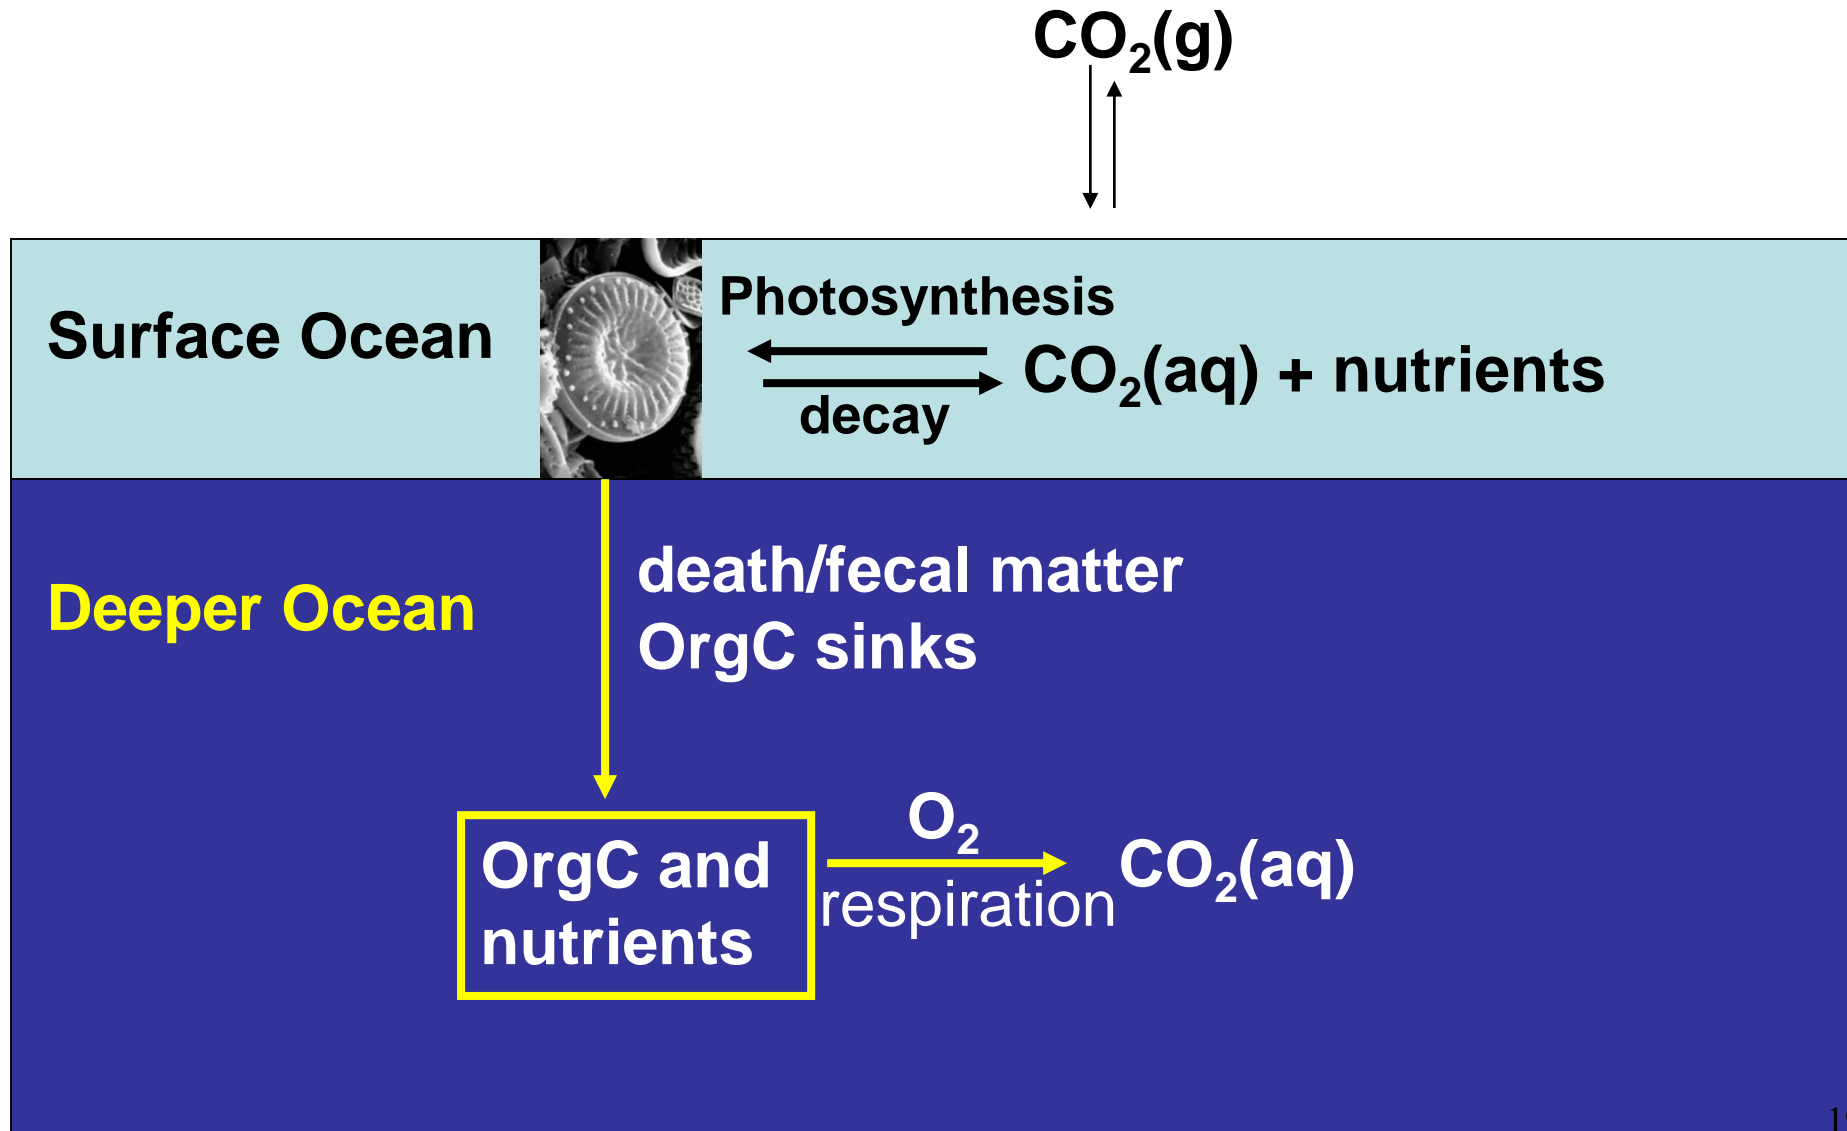 CO₂(g)
Surface Ocean
Photosynthesis
CO₂(aq) + nutrients
decay
Deeper Ocean
death/fecal matter
OrgC sinks
OrgC and
nutrients
O₂
respiration
CO₂(aq)